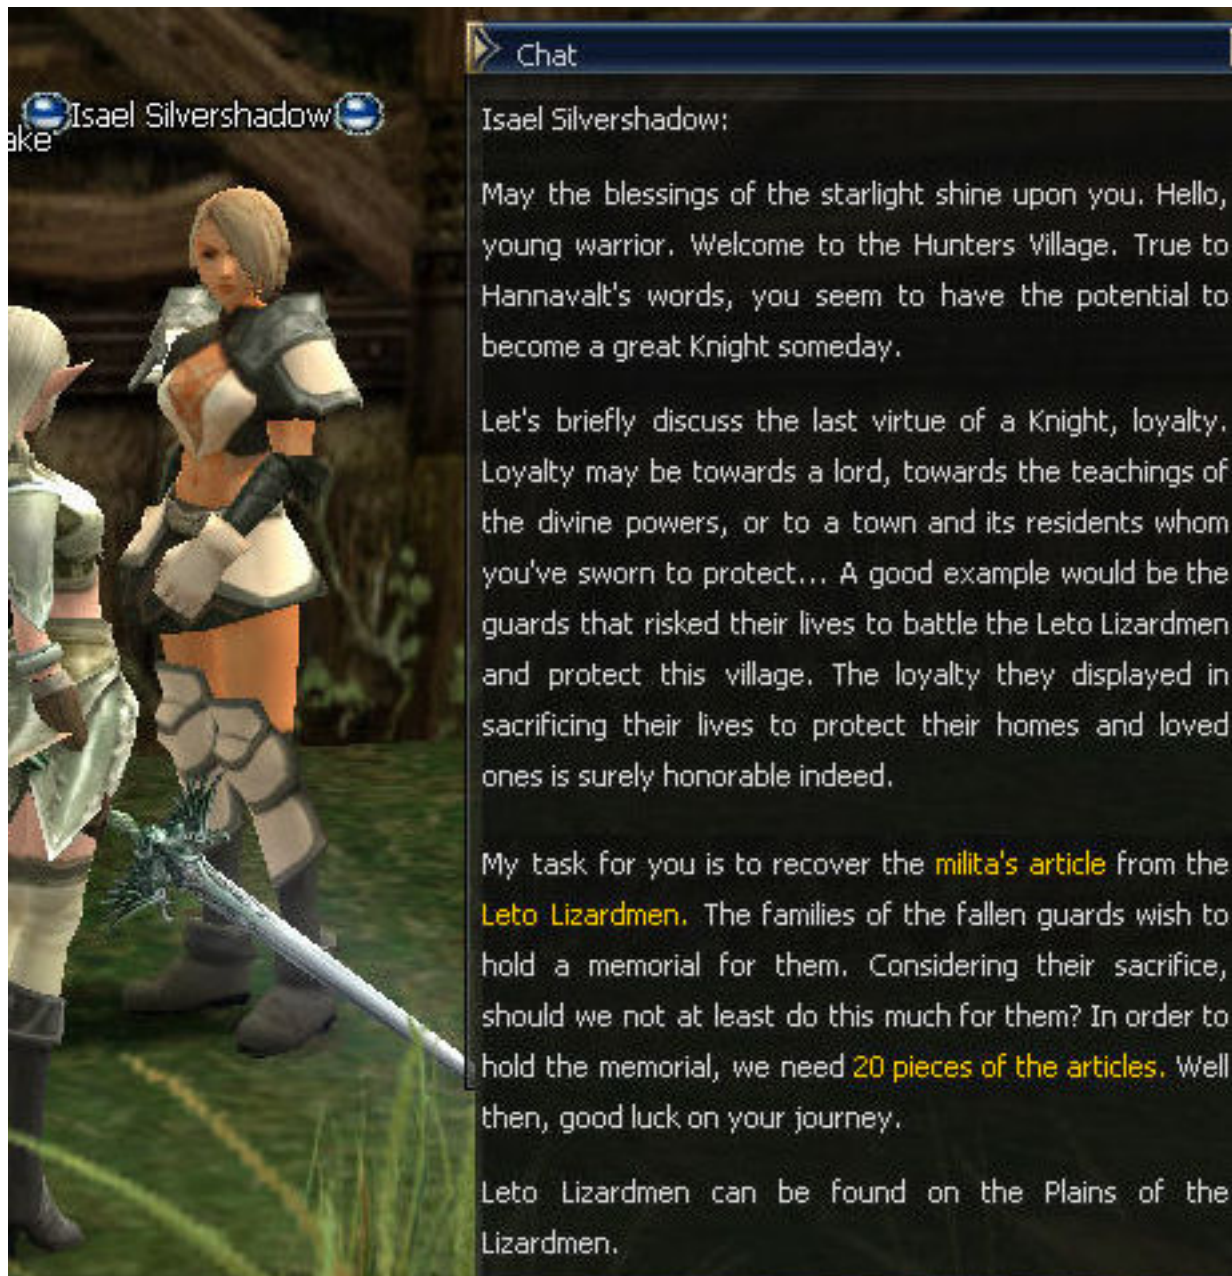 Chat
Isael Silvershadow
ake
Isael Silvershadow:
May the blessings of the starlight shine upon you. Hello,
young warrior. Welcome to the Hunters Village. True to
Hannavalt's words, you seem to have the potential to
become a great Knight someday.
Let's briefly discuss the last virtue of a Knight, loyalty.
Loyalty may be towards a lord, towards the teachings of
the divine powers, or to a town and its residents whom
you've sworn to protect... A good example would be the
guards that risked their lives to battle the Leto Lizardmen
and protect this village. The loyalty they displayed in
sacrificing their lives to protect their homes and loved
ones is surely honorable indeed.
My task for you is to recover the milita's article from the
Leto Lizardmen. The families of the fallen guards wish to
hold a memorial for them. Considering their sacrifice,
should we not at least do this much for them? In order to
hold the memorial, we need 20 pieces of the articles. Well
then, good luck on your journey.
Leto Lizardmen can be found on the Plains of the
Lizardmen.